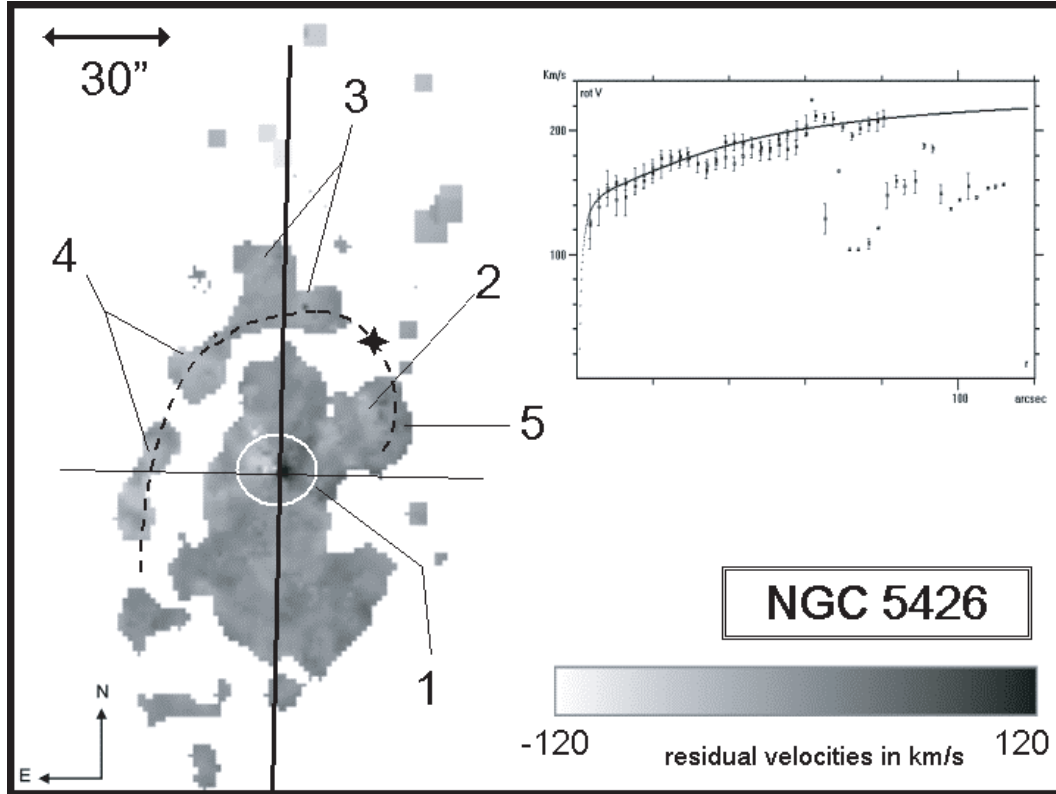 30”
3
4
2
5
1
N
E
Km/s
rot V
200
100
r
100
arcsec
NGC 5426
-120
residual velocities in km/s
120